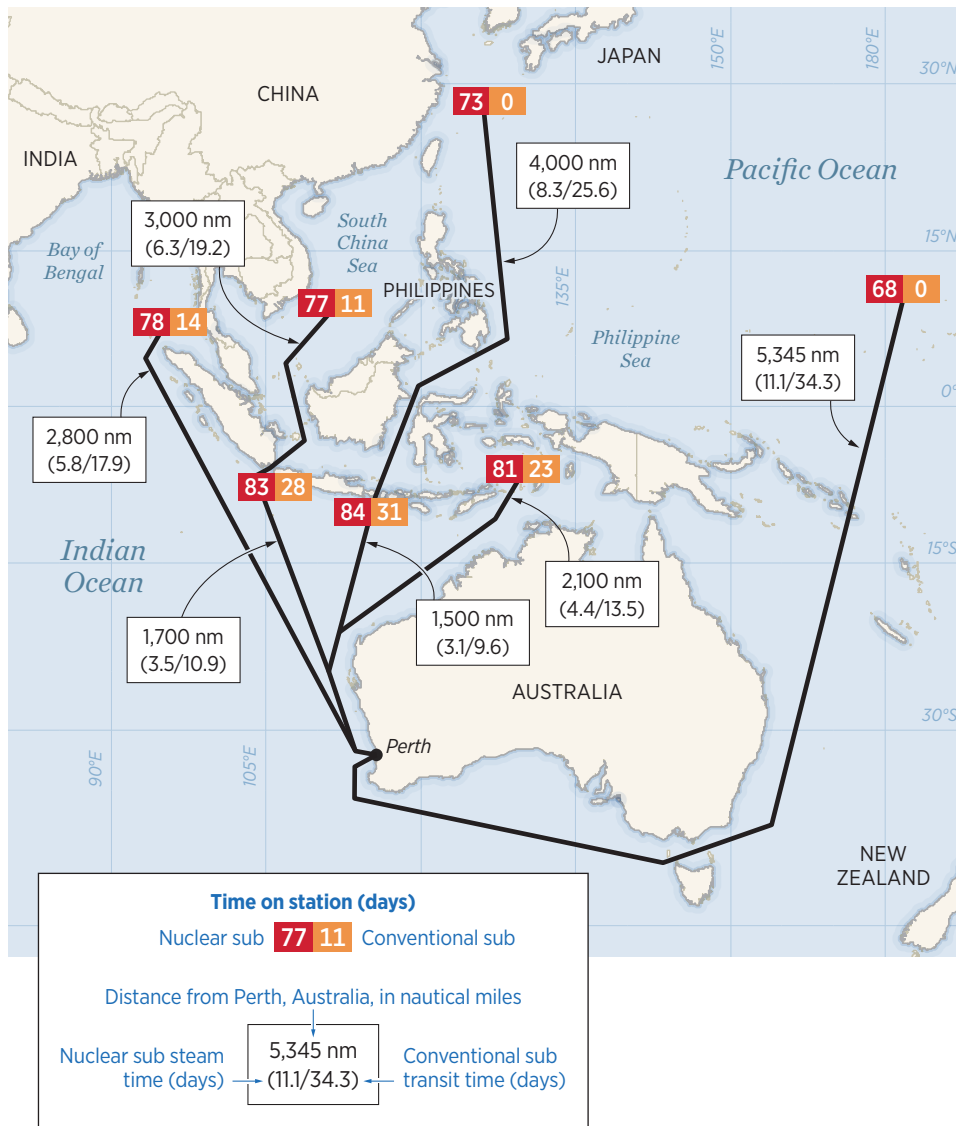 JAPAN
150°E
180°E
30°N
CHINA
73 0
INDIA
4,000 nm
(8.3/25.6)
Pacific Ocean
3,000 nm
(6.3/19.2)
South
China
Sea
Bay of
Bengal
15°N
135°E
PHILIPPINES
77 11
68 0
78 14
Philippine
Sea
5,345 nm
(11.1/34.3)
0°
2,800 nm
(5.8/17.9)
81 23
83 28
84 31
Indian
Ocean
15°S
2,100 nm
(4.4/13.5)
1,500 nm
(3.1/9.6)
1,700 nm
(3.5/10.9)
AUSTRALIA
30°S
Perth
90°E
105°E
NEW
ZEALAND
Time on station (days)
Nuclear sub 77 11 Conventional sub
Distance from Perth, Australia, in nautical miles
5,345 nm
(11.1/34.3)
Nuclear sub steam
time (days)
Conventional sub
transit time (days)